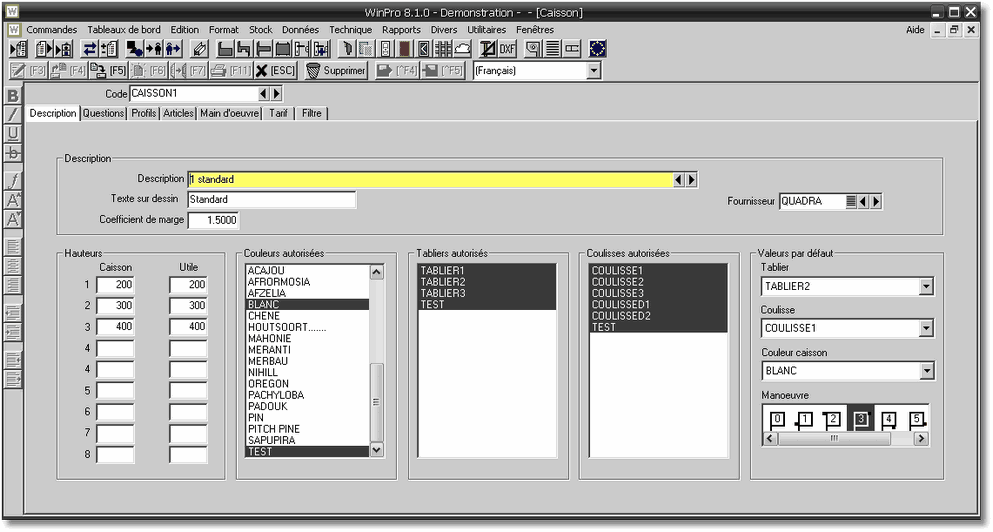 WinPro 8.1.0 - Demonstration - - [Caisson]
Commandes Tableaux de bord Edition Format Stock Données Technique Rapports Divers Utilitaires Fenêtres Aide
DXF
[F3] [F4] [F5] [F6] [F7] [F11] [ESC] Supprimer [^F4] [^F5] (Français)
B
I
U
b
Code CAISSON1
Description Questions Profils Articles Main d'oeuvre Tarif Filtre
Description
Description 1 standard
Texte sur dessin Standard
Fournisseur QUADRA
Coefficient de marge 1.5000
Hauteurs
Caisson Utile
1 200 200
2 300 300
3 400 400
4
4
5
6
7
8
Couleurs autorisées
ACAJOU
AFRORMOSIA
AFZELIA
BLANC
CHENE
HOUTSOORT.......
MAHONIE
MERANTI
MERBAU
NIHILL
OREGON
PACHYLOBA
PADOUK
PIN
PITCH PINE
SAPUPIRA
TEST
Tabliers autorisés
TABLIER1
TABLIER2
TABLIER3
TEST
Coulisses autorisées
COULISSE1
COULISSE2
COULISSE3
COULISSED1
COULISSED2
TEST
Valeurs par défaut
Tablier
TABLIER2
Coulisse
COULISSE1
Couleur caisson
BLANC
Manoeuvre
0 1 2 3 4 5